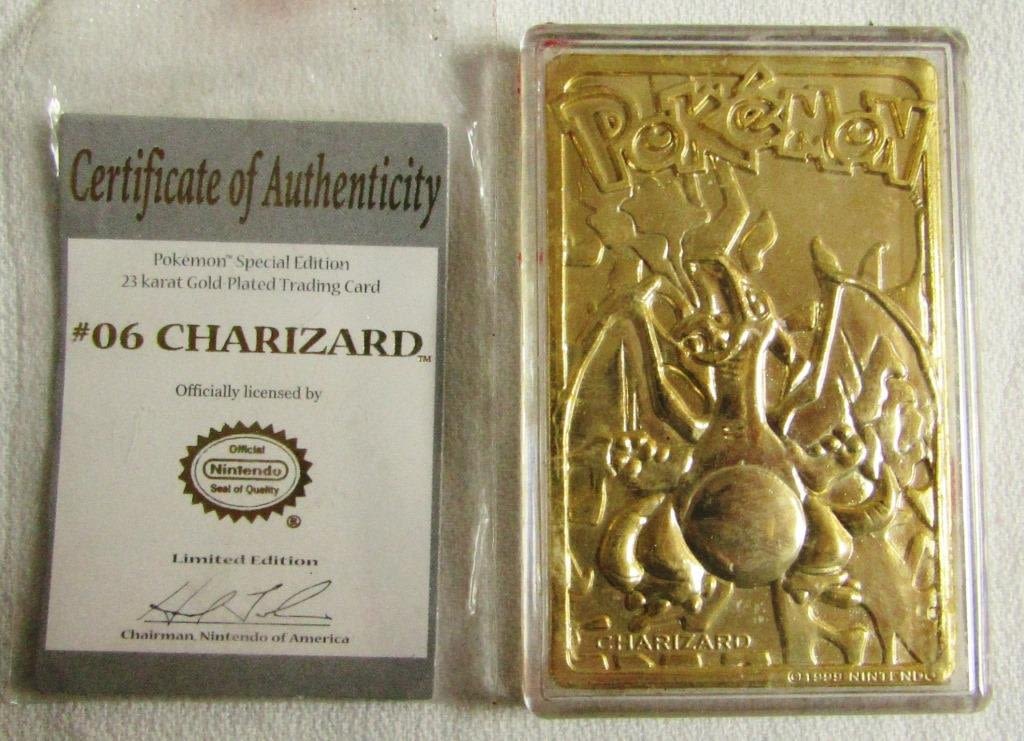 Certificate of Authenticity
Pokémon™ Special Edition
23 karat Gold-Plated Trading Card
#06 CHARIZARD™
Officially licensed by
Official
Nintendo
Seal of Quality
®
Limited Edition
Chairman, Nintendo of America
POKéMON
CHARIZARD
©1999 NINTENDO